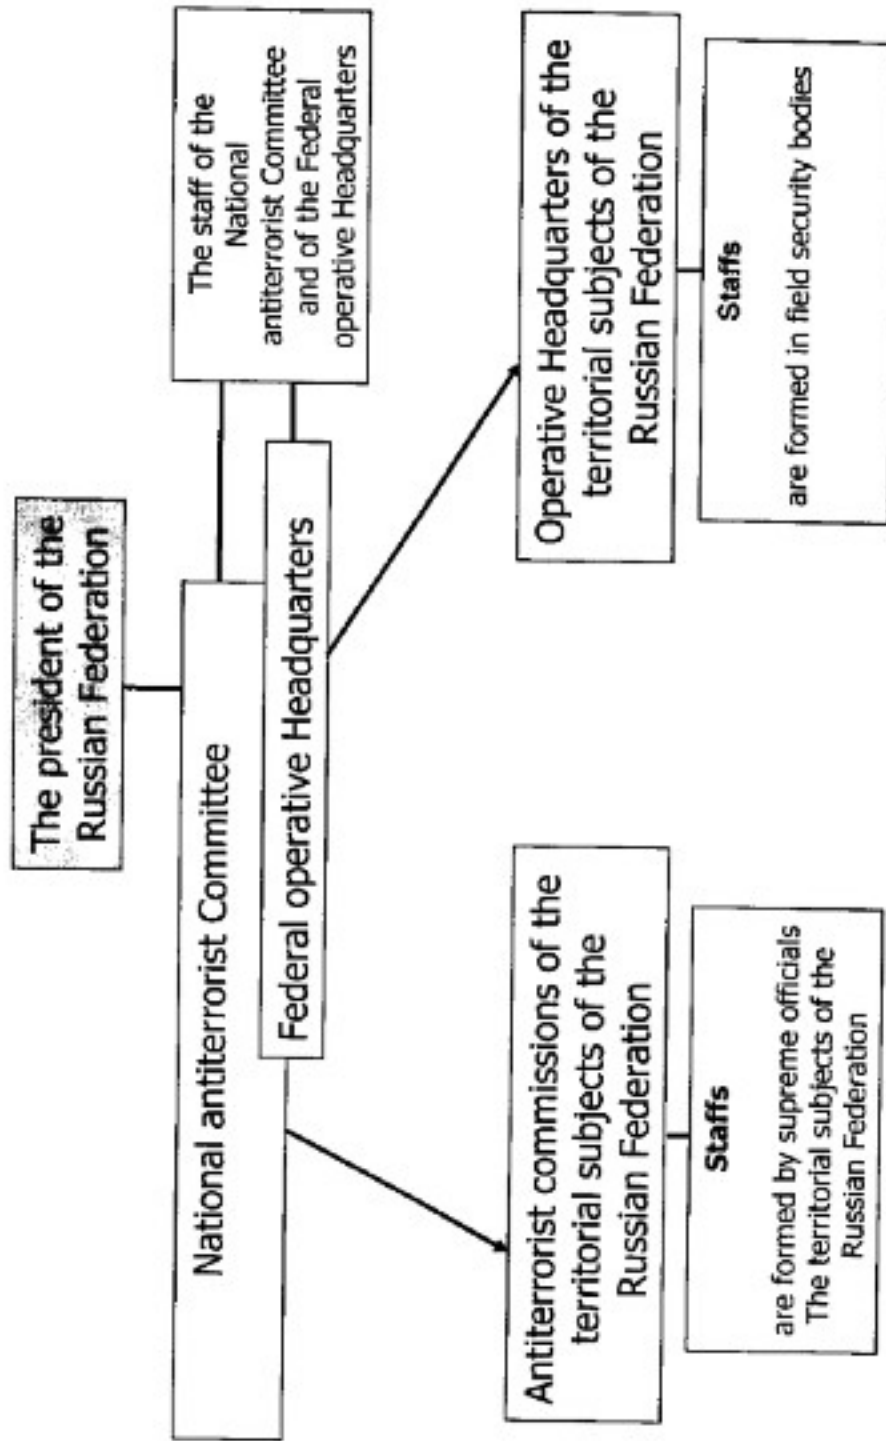 The president of the
Russian Federation
National antiterrorist Committee
Federal operative Headquarters
The staff of the
National
antiterrorist Committee
and of the Federal
operative Headquarters
Antiterrorist commissions of the
territorial subjects of the
Russian Federation
Staffs
are formed by supreme officials
The territorial subjects of the
Russian Federation
Operative Headquarters of the
territorial subjects of the
Russian Federation
Staffs
are formed in field security bodies